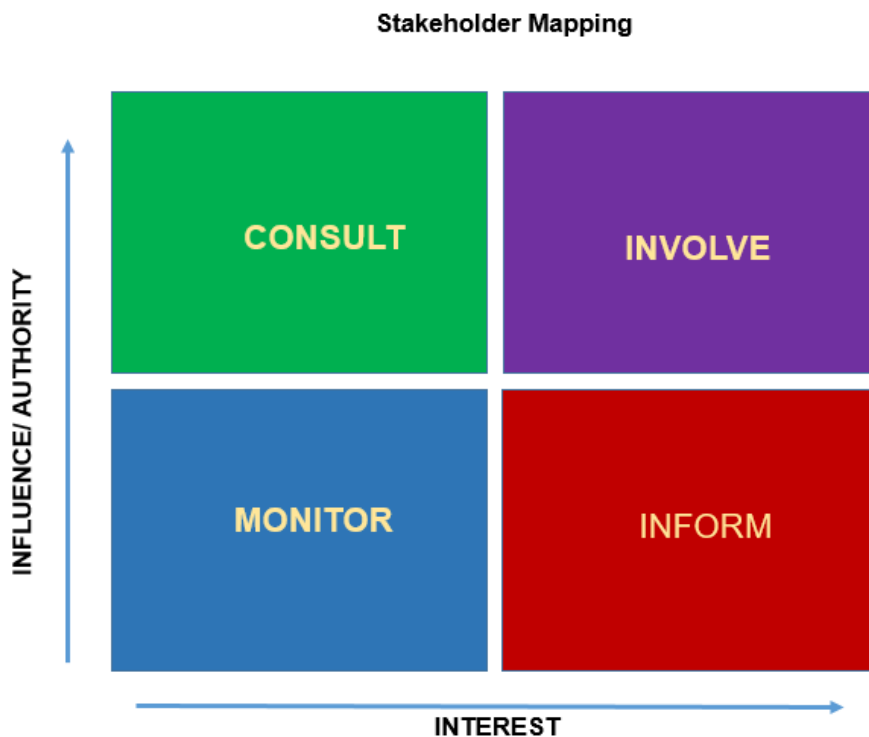 Stakeholder Mapping
CONSULT
INVOLVE
INFLUENCE/ AUTHORITY
MONITOR
INFORM
INTEREST